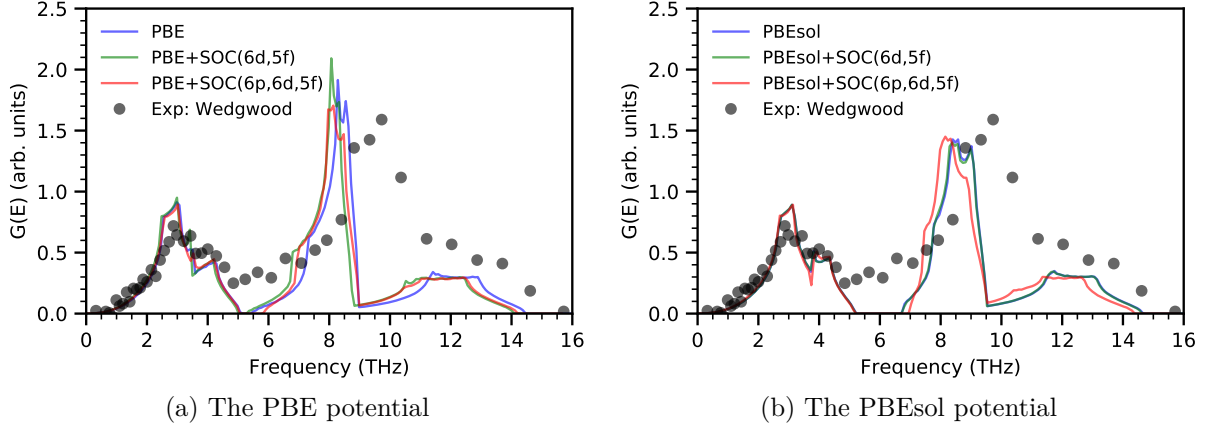 2.5
2.0
1.5
1.0
0.5
0.0
G(E) (arb. units)
PBE
PBE+SOC(6d,5f)
PBE+SOC(6p,6d,5f)
Exp: Wedgwood
0 2 4 6 8 10 12 14 16
Frequency (THz)
(a) The PBE potential
2.5
2.0
1.5
1.0
0.5
0.0
G(E) (arb. units)
PBEsol
PBEsol+SOC(6d,5f)
PBEsol+SOC(6p,6d,5f)
Exp: Wedgwood
0 2 4 6 8 10 12 14 16
Frequency (THz)
(b) The PBEsol potential